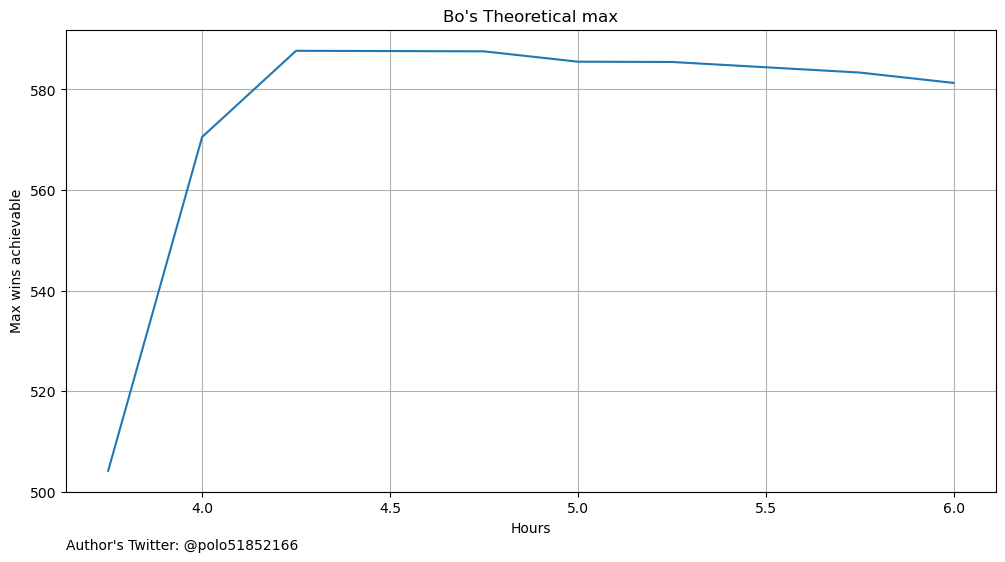 Bo's Theoretical max
Max wins achievable
580
560
540
520
500
4.0 4.5 5.0 5.5 6.0
Hours
Author's Twitter: @polo51852166